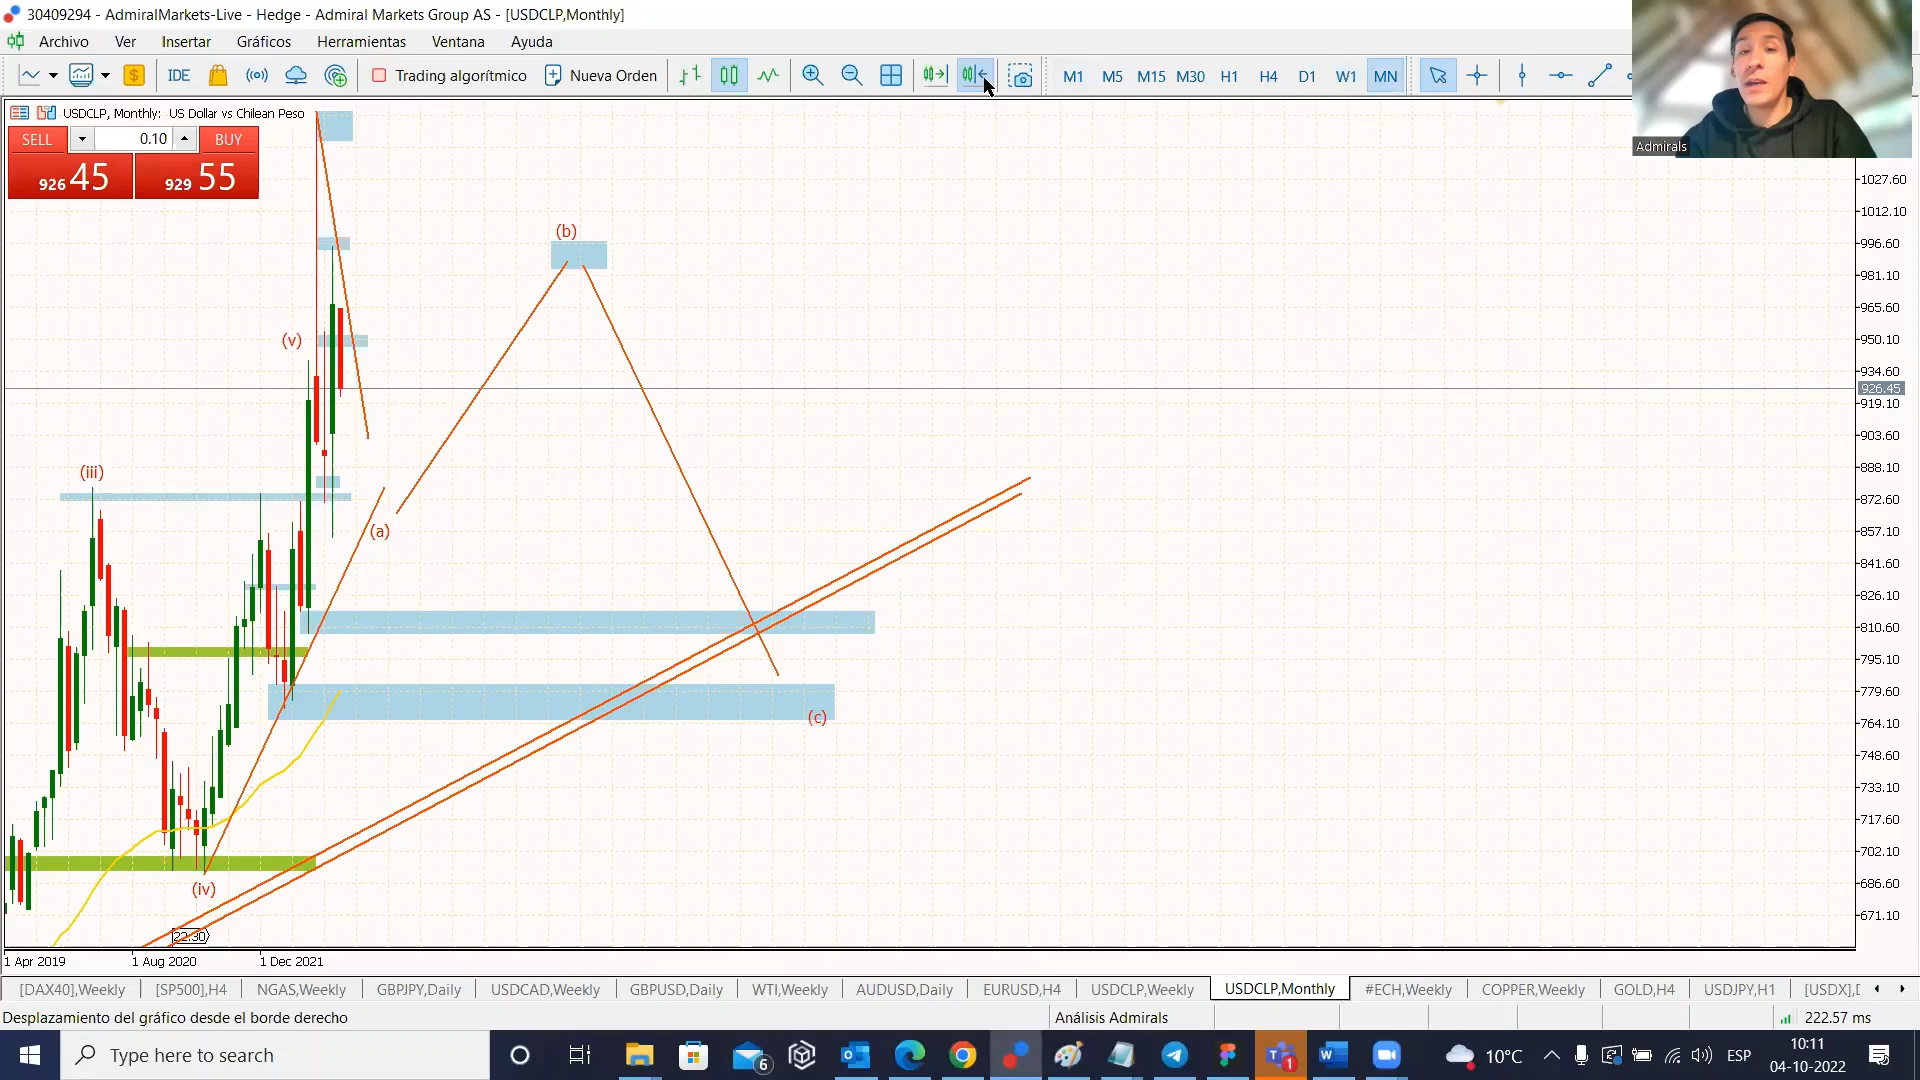 30409294 - AdmiralMarkets-Live - Hedge - Admiral Markets Group AS - [USDCLP,Monthly]
Archivo Ver Insertar Gráficos Herramientas Ventana Ayuda
IDE Trading algorítmico Nueva Orden M1 M5 M15 M30 H1 H4 D1 W1 MN
USDCLP, Monthly: US Dollar vs Chilean Peso
SELL 0.10 BUY
926 45 929 55
Admirals
1027.60
1012.10
(b)
996.60
981.10
965.60
(v)
950.10
934.60
926.45
919.10
903.60
(iii)
888.10
872.60
(a)
857.10
841.60
826.10
810.60
795.10
779.60
(c)
764.10
748.60
733.10
717.60
702.10
(iv)
686.60
671.10
22:30
1 Apr 2019 1 Aug 2020 1 Dec 2021
[DAX40],Weekly [SP500],H4 NGAS,Weekly GBPJPY,Daily USDCAD,Weekly GBPUSD,Daily WTI,Weekly AUDUSD,Daily EURUSD,H4 USDCLP,Weekly USDCLP,Monthly #ECH,Weekly COPPER,Weekly GOLD,H4 USDJPY,H1 [USDX],D
Desplazamiento del gráfico desde el borde derecho Análisis Admirals 222.57 ms
Type here to search 6 1 10°C ESP 10:11
04-10-2022